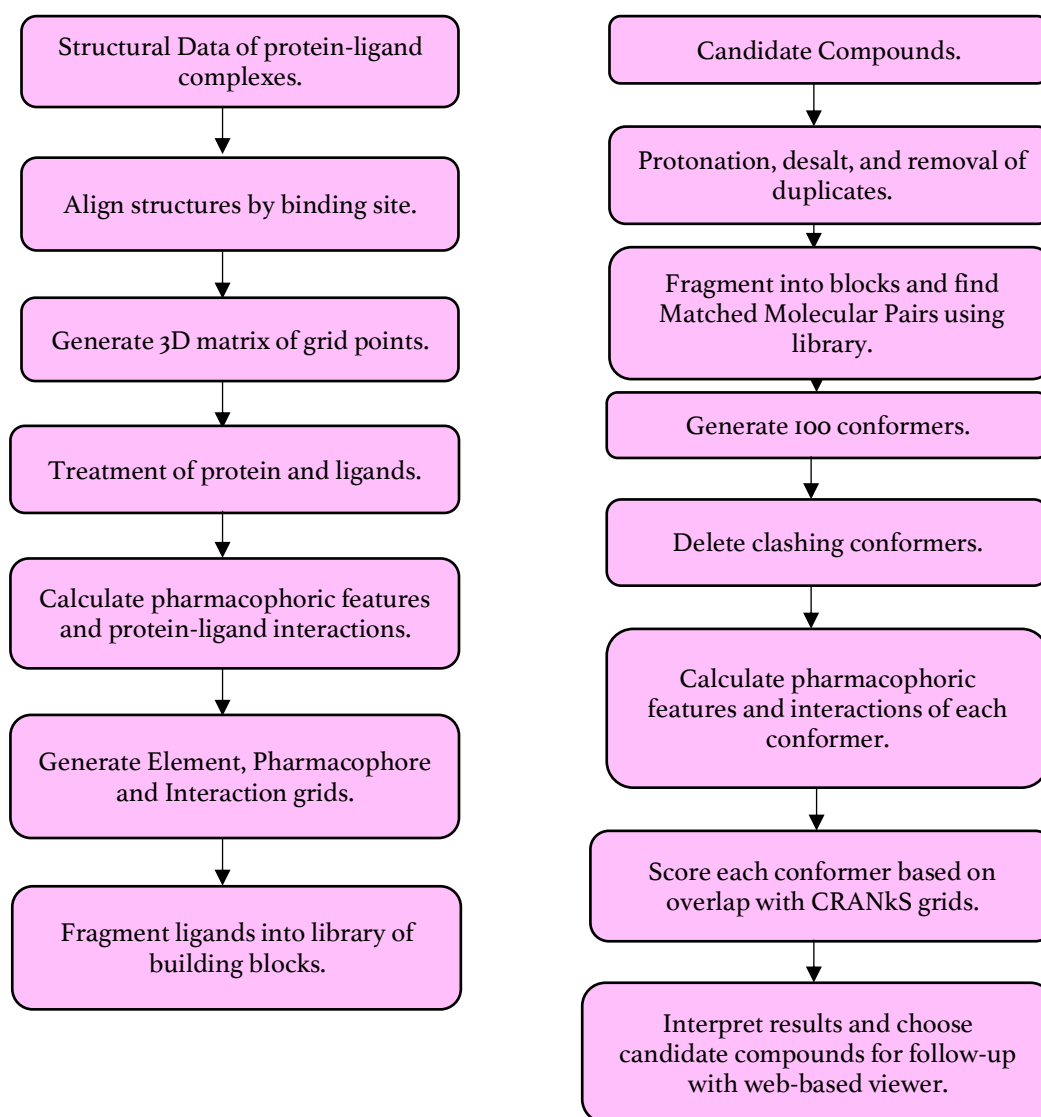 Structural Data of protein-ligand
complexes.
Align structures by binding site.
Generate 3D matrix of grid points.
Treatment of protein and ligands.
Calculate pharmacophoric features
and protein-ligand interactions.
Generate Element, Pharmacophore
and Interaction grids.
Fragment ligands into library of
building blocks.
Candidate Compounds.
Protonation, desalt, and removal of
duplicates.
Fragment into blocks and find
Matched Molecular Pairs using
library.
Generate 100 conformers.
Delete clashing conformers.
Calculate pharmacophoric
features and interactions of each
conformer.
Score each conformer based on
overlap with CRANkS grids.
Interpret results and choose
candidate compounds for follow-up
with web-based viewer.